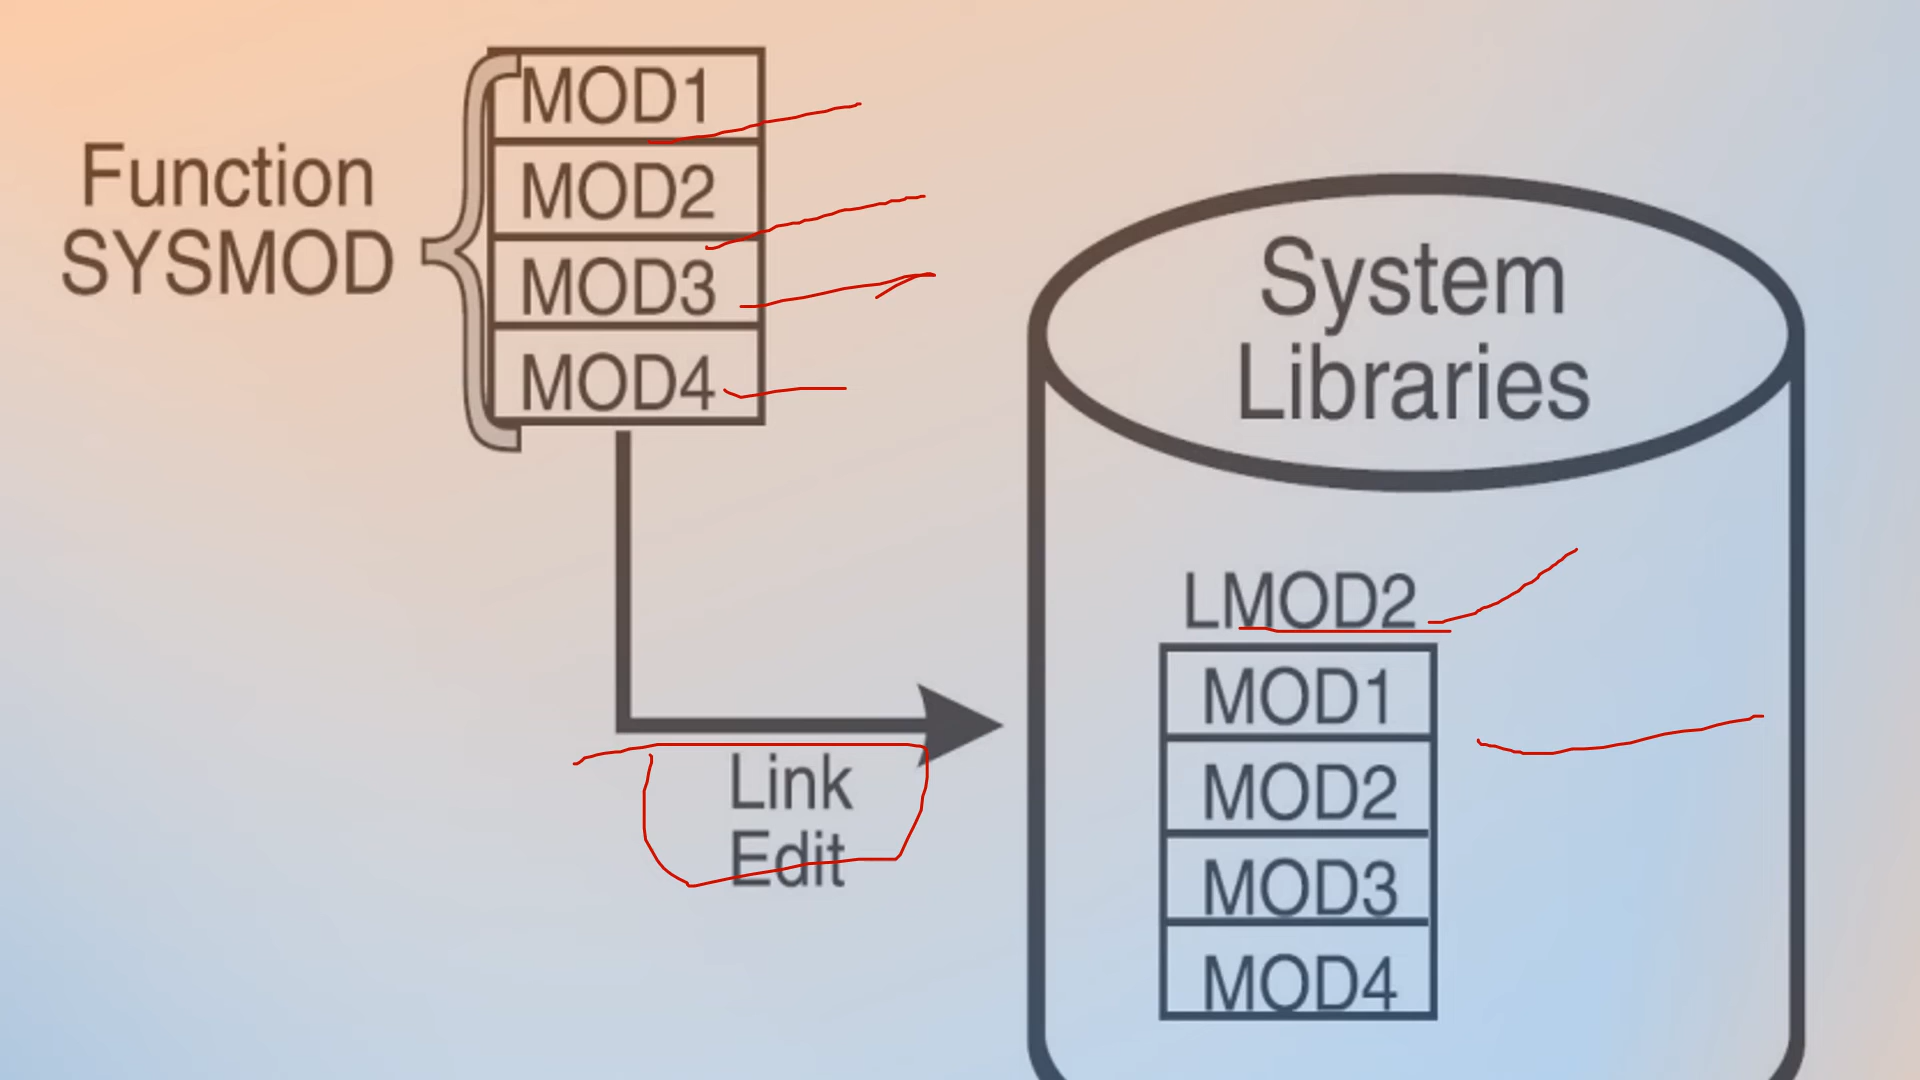 Function
SYSMOD
MOD1
MOD2
MOD3
MOD4
Link
Edit
System
Libraries
LMOD2
MOD1
MOD2
MOD3
MOD4